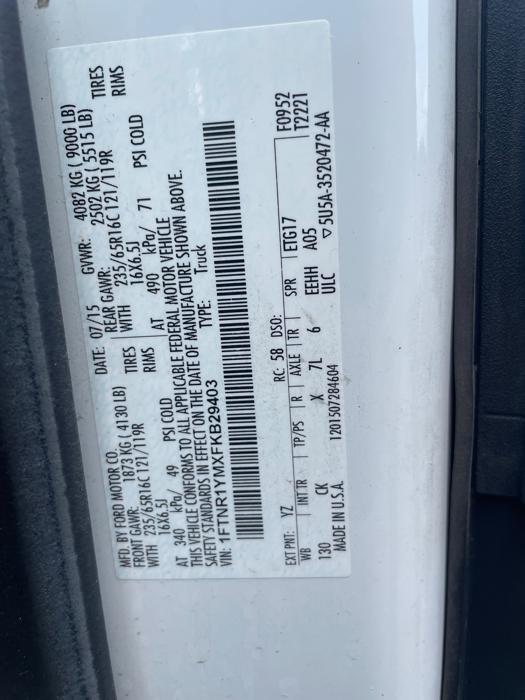 MFD. BY FORD MOTOR CO.
DATE: 07/15 GVWR: 4082 KG ( 9000 LB)
FRONT GAWR: 1873 KG ( 4130 LB) REAR GAWR: 2502 KG ( 5515 LB)
WITH 235/65R16C 121/119R TIRES WITH 235/65R16C 121/119R TIRES
16X6.5J RIMS 16X6.5J RIMS
AT 340 kPa/ 49 PSI COLD AT 490 kPa/ 71 PSI COLD
THIS VEHICLE CONFORMS TO ALL APPLICABLE FEDERAL MOTOR VEHICLE
SAFETY STANDARDS IN EFFECT ON THE DATE OF MANUFACTURE SHOWN ABOVE.
VIN: 1FTNR1YMXFKB29403 TYPE: Truck
EXT PNT: YZ RC: 58 DSO: F0952
WB INT TR TP/PS R AXLE TR SPR ETG17 T2221
130 CK X 7L 6 EEHH A05
MADE IN U.S.A. 1201507284604 ULC ▽ 5U5A-3520472-AA